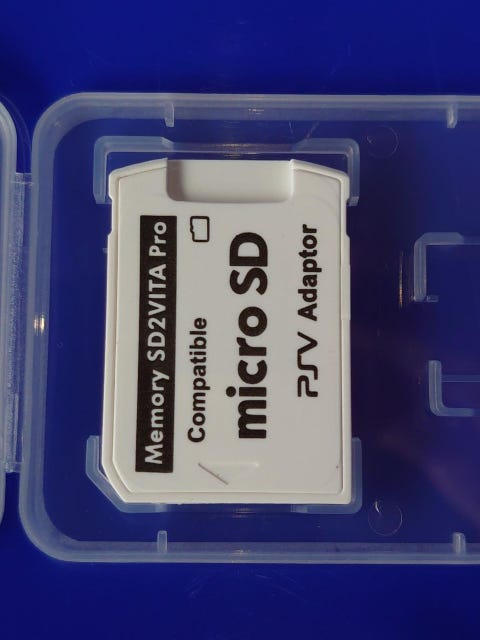 Memory SD2VITA Pro
Compatible
micro SD
PSV Adaptor